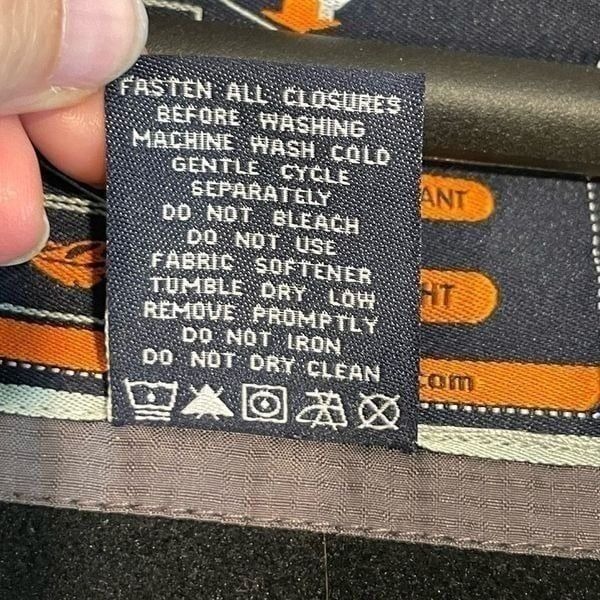 FASTEN ALL CLOSURES
BEFORE WASHING
MACHINE WASH COLD
GENTLE CYCLE
SEPARATELY
DO NOT BLEACH
DO NOT USE
FABRIC SOFTENER
TUMBLE DRY LOW
REMOVE PROMPTLY
DO NOT IRON
DO NOT DRY CLEAN
ANT
HT
.com